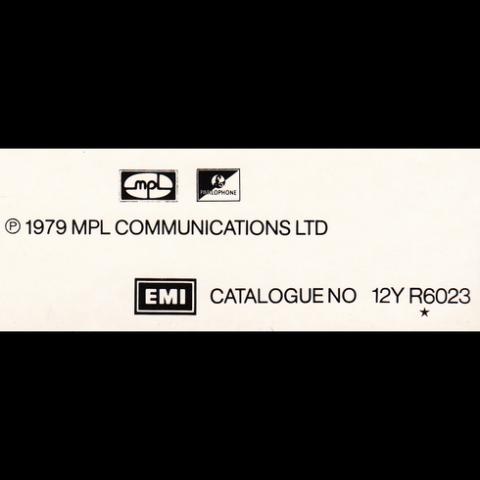 mpl PARLOPHONE
℗ 1979 MPL COMMUNICATIONS LTD
EMI CATALOGUE NO 12Y R6023
★